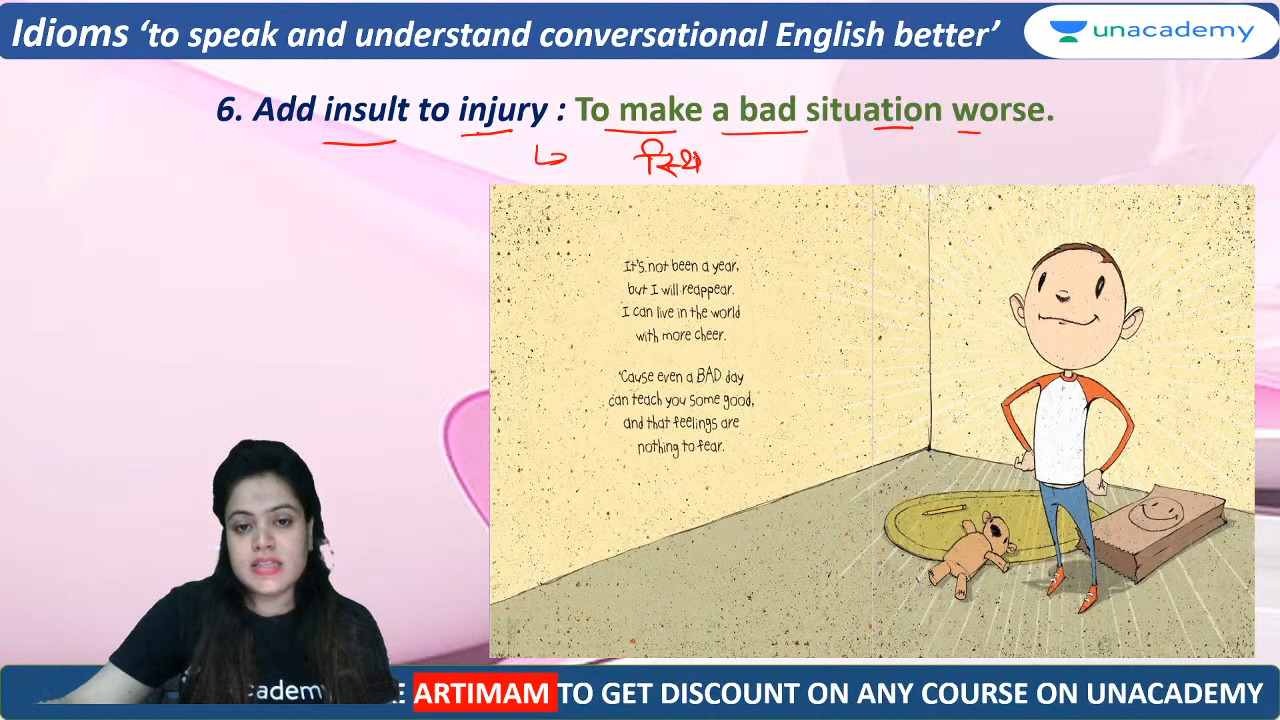 Idioms ‘to speak and understand conversational English better’
unacademy
6. Add insult to injury : To make a bad situation worse.
स्थि
It's not been a year,
but I will reappear.
I can live in the world
with more cheer.
'Cause even a BAD day
can teach you some good,
and that feelings are
nothing to fear.
cademy
E ARTIMAM TO GET DISCOUNT ON ANY COURSE ON UNACADEMY